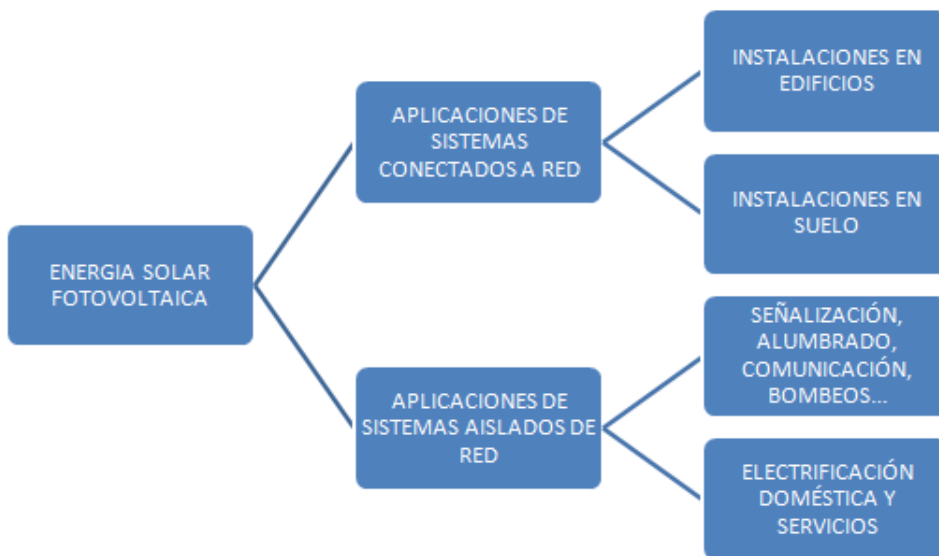 ENERGIA SOLAR
FOTOVOLTAICA
APLICACIONES DE
SISTEMAS
CONECTADOS A RED
INSTALACIONES EN
EDIFICIOS
INSTALACIONES EN
SUELO
APLICACIONES DE
SISTEMAS AISLADOS DE
RED
SEÑALIZACIÓN,
ALUMBRADO,
COMUNICACIÓN,
BOMBEOS...
ELECTRIFICACIÓN
DOMÉSTICA Y
SERVICIOS